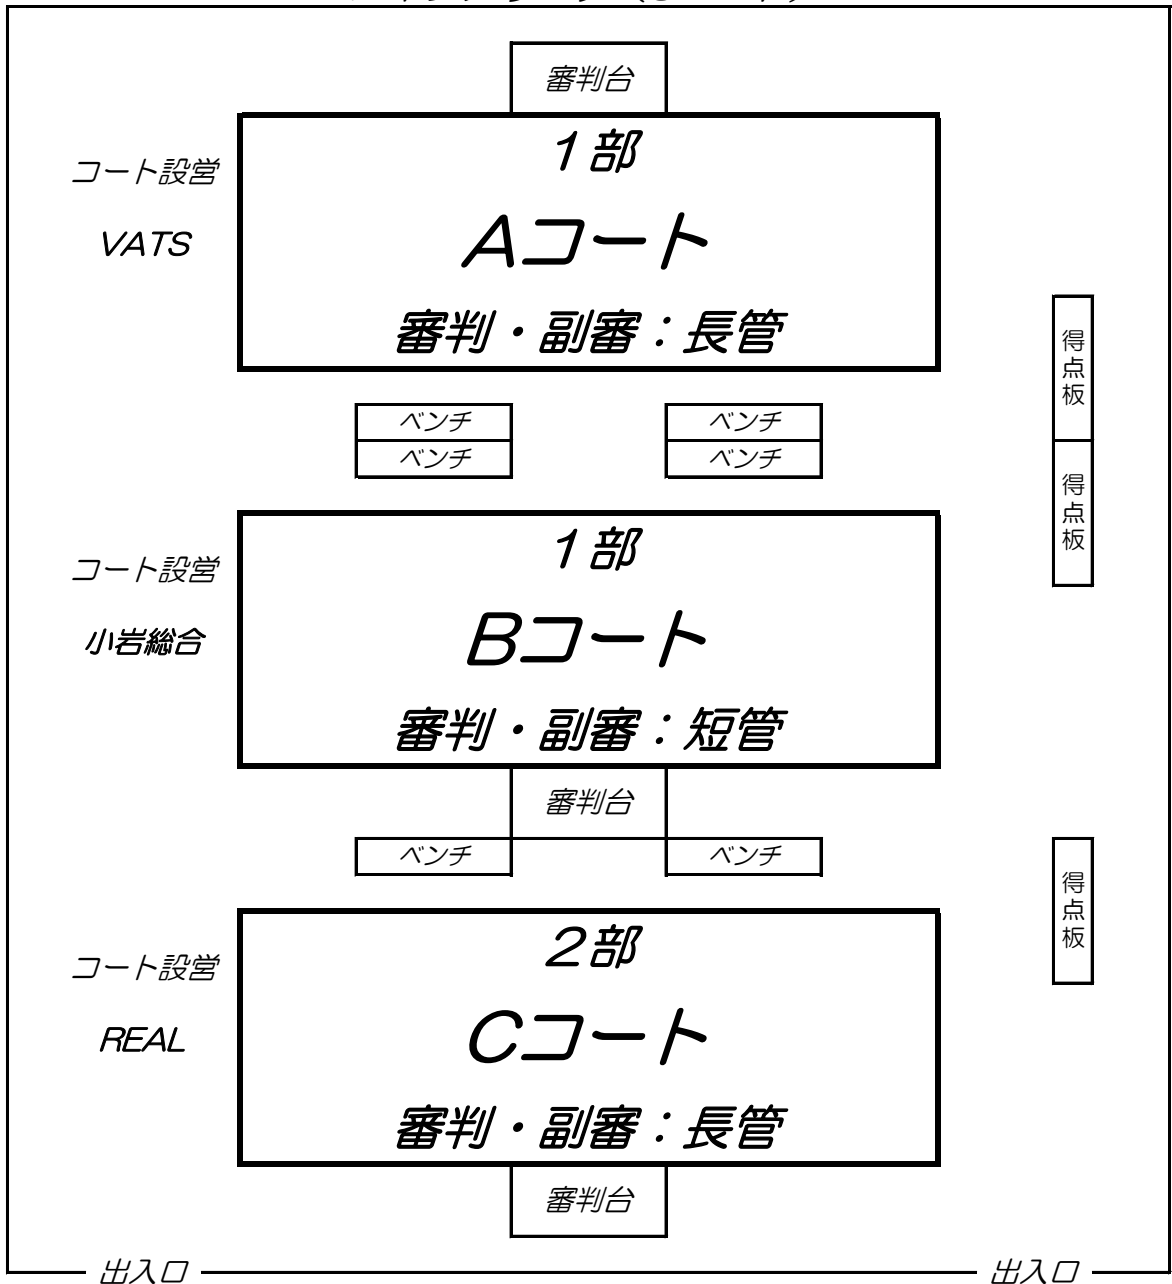 審判台
1部
コート設営
Aコート
VATS
審判・副審：長管
得点板
ベンチ
ベンチ
ベンチ
ベンチ
得点板
1部
コート設営
Bコート
小岩総合
審判・副審：短管
審判台
ベンチ
ベンチ
得点板
2部
コート設営
Cコート
REAL
審判・副審：長管
審判台
出入口
出入口